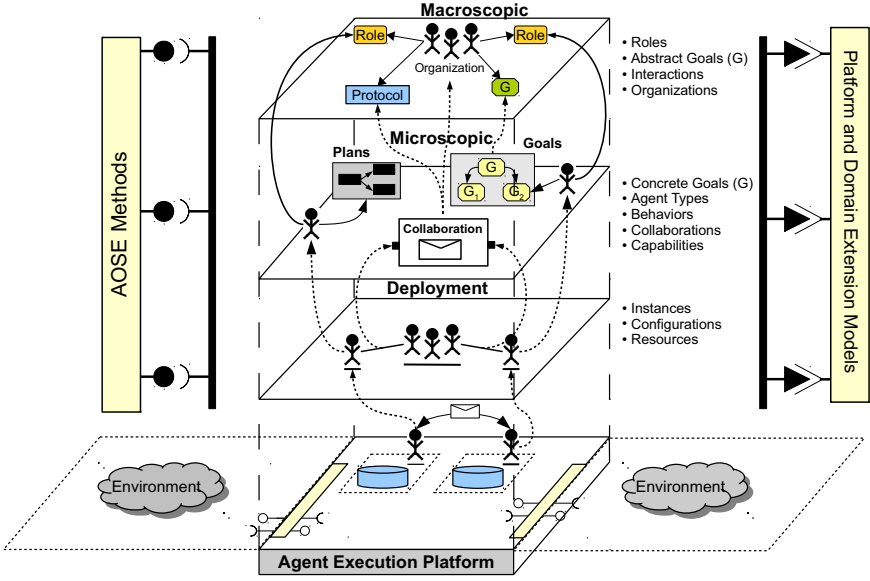 Macroscopic
Role
Role
Organization
Protocol
G
• Roles
• Abstract Goals (G)
• Interactions
• Organizations
AOSE Methods
Platform and Domain Extension Models
Microscopic
Plans
Goals
G
G1
G2
Collaboration
• Concrete Goals (G)
• Agent Types
• Behaviors
• Collaborations
• Capabilities
Deployment
• Instances
• Configurations
• Resources
Environment
Environment
Agent Execution Platform